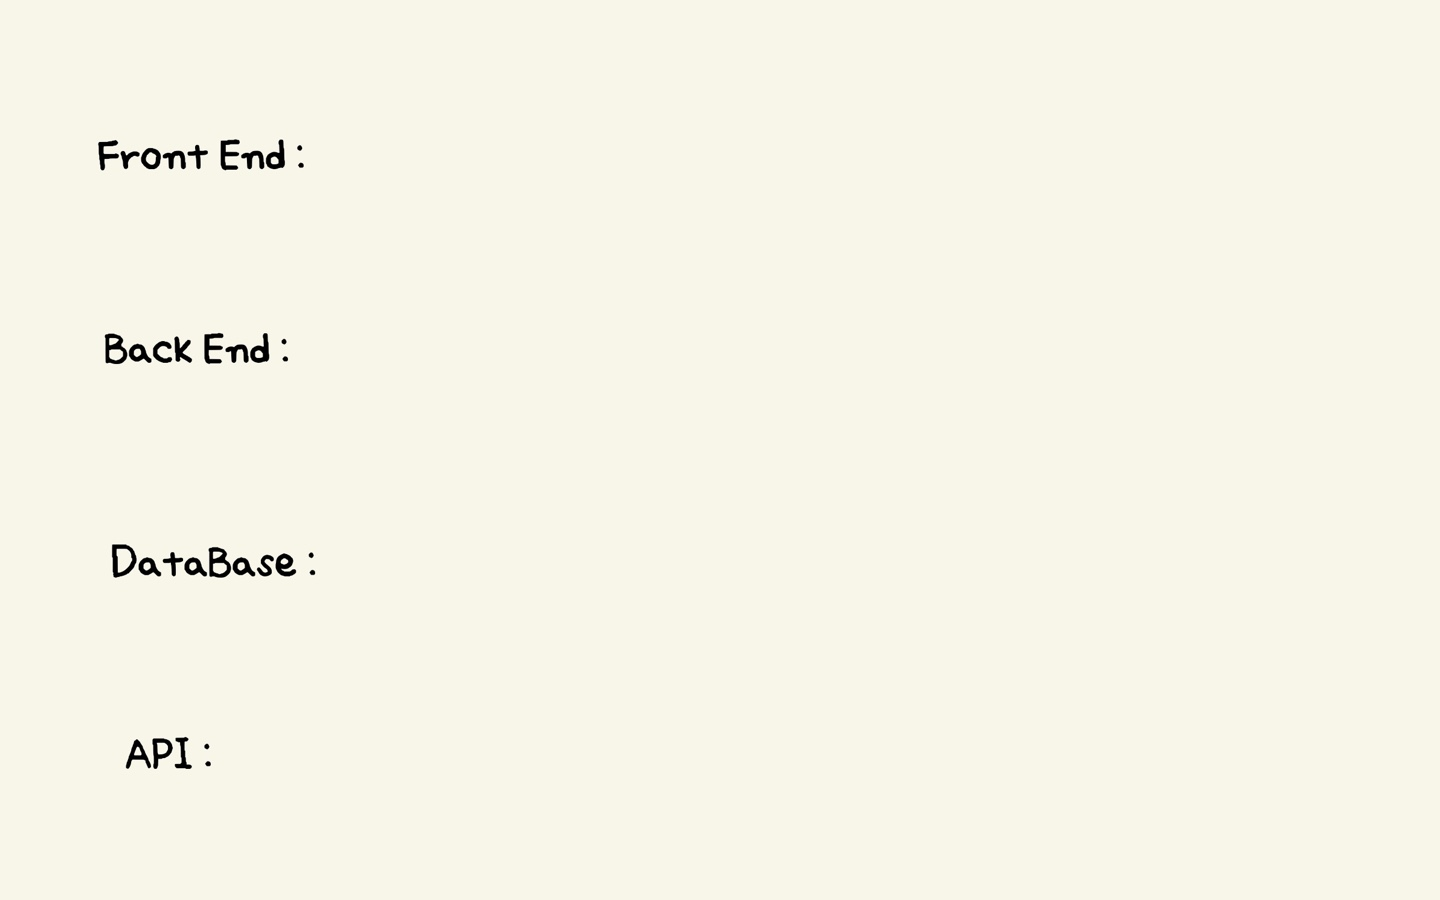 Front End :
Back End :
DataBase :
API :